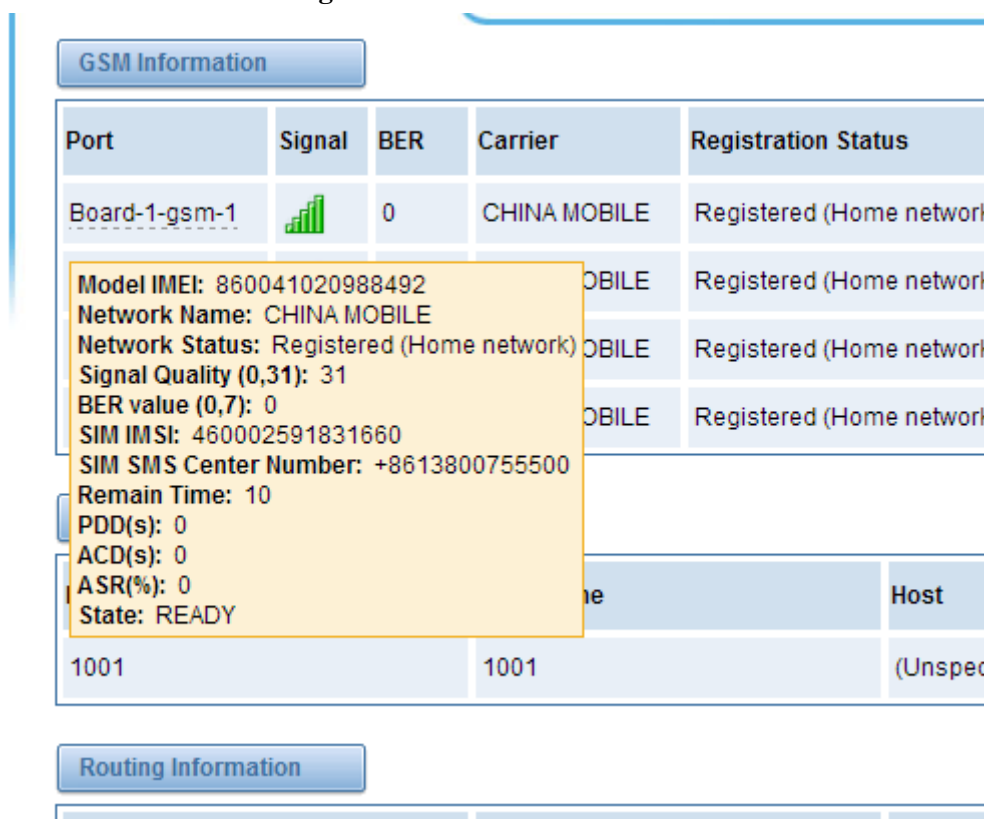 GSM Information
Port Signal BER Carrier Registration Status
Board-1-gsm-1 0 CHINA MOBILE Registered (Home network
OBILE Registered (Home network
OBILE Registered (Home network
OBILE Registered (Home network
Model IMEI: 860041020988492
Network Name: CHINA MOBILE
Network Status: Registered (Home network)
Signal Quality (0,31): 31
BER value (0,7): 0
SIM IMSI: 460002591831660
SIM SMS Center Number: +8613800755500
Remain Time: 10
PDD(s): 0
ACD(s): 0
ASR(%): 0
State: READY
Host
1001 1001 (Unspec
Routing Information